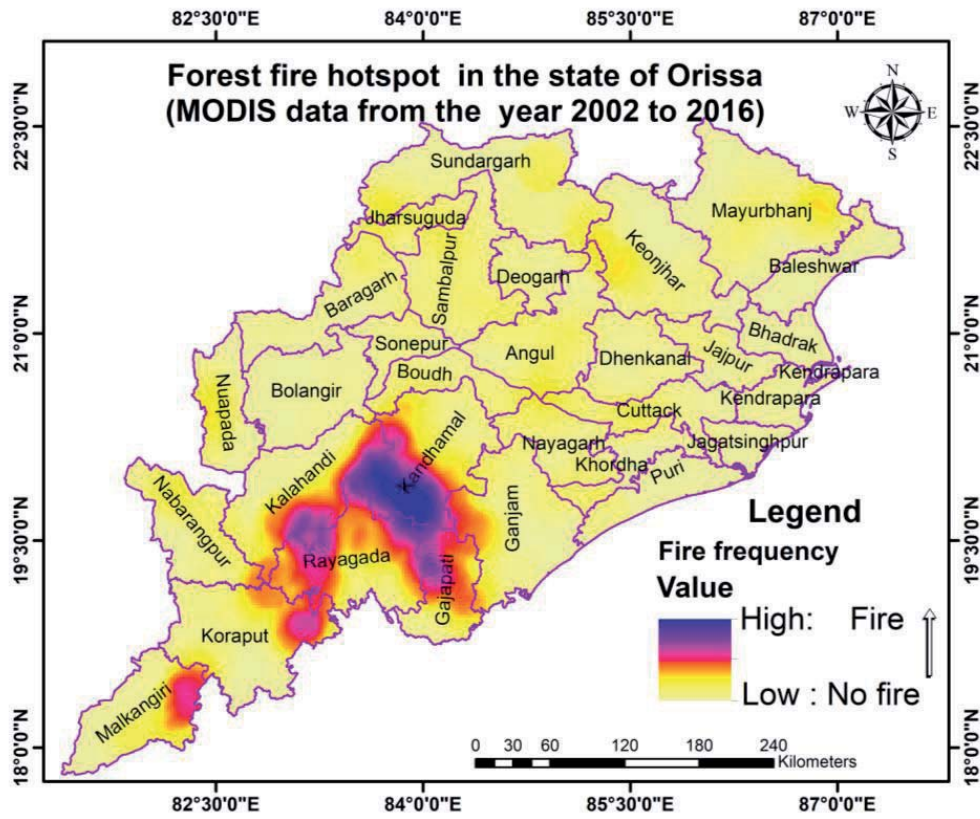 82°30'0"E 84°0'0"E 85°30'0"E 87°0'0"E
Forest fire hotspot in the state of Orissa
(MODIS data from the year 2002 to 2016)
N
W E
S
22°30'0"N 22°30'0"N
Sundargarh
Jharsuguda
Mayurbhanj
Keonjhar
Sambalpur
Deogarh
Baleshwar
Baragarh
21°0'0"N 21°0'0"N
Sonepur
Angul
Dhenkanal
Jajpur
Bhadrak
Boudh
Bolangir
Nuapada
Kendrapara
Kendrapara
Cuttack
Nayagarh
Jagatsinghpur
Khordha
Puri
Kandhamal
Kalahandi
Nabarangpur
Ganjam
19°30'0"N 19°30'0"N
Rayagada
Gajapati
Koraput
Malkangiri
18°0'0"N 18°0'0"N
Legend
Fire frequency
Value
High: Fire
Low : No fire
0 30 60 120 180 240
Kilometers
82°30'0"E 84°0'0"E 85°30'0"E 87°0'0"E